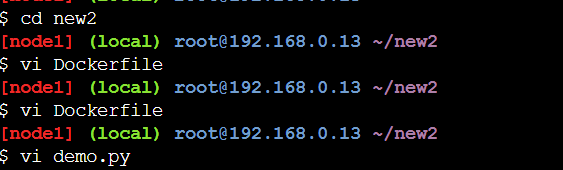 $ cd new2
[node1] (local) root@192.168.0.13 ~/new2
$ vi Dockerfile
[node1] (local) root@192.168.0.13 ~/new2
$ vi Dockerfile
[node1] (local) root@192.168.0.13 ~/new2
$ vi demo.py